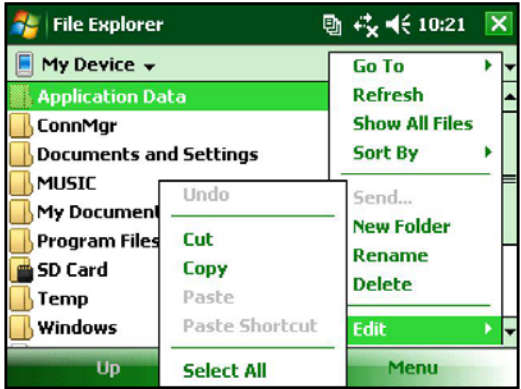 File Explorer 10:21
My Device
Application Data
ConnMgr
Documents and Settings
MUSIC
My Document
Program Files
SD Card
Temp
Windows
Go To
Refresh
Show All Files
Sort By
Send...
New Folder
Rename
Delete
Edit
Undo
Cut
Copy
Paste
Paste Shortcut
Select All
Up
Menu